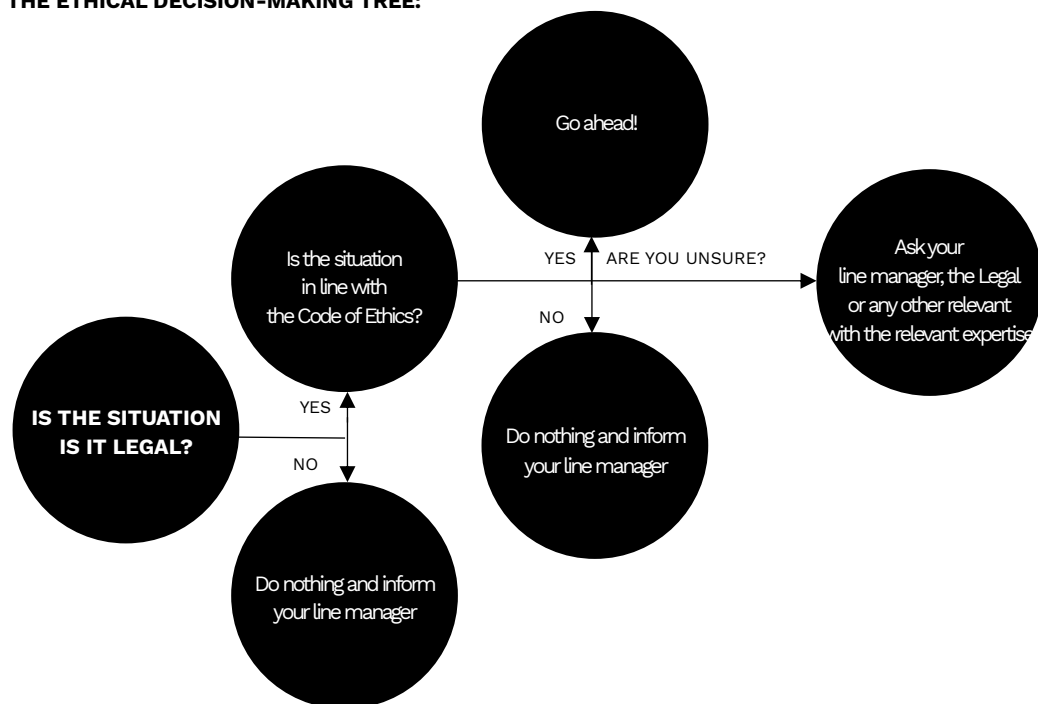 THE ETHICAL DECISION-MAKING TREE:
Go ahead!
Is the situation
in line with
the Code of Ethics?
YES
ARE YOU UNSURE?
Ask your
line manager, the Legal
or any other relevant
with the relevant expertise
NO
IS THE SITUATION
IS IT LEGAL?
YES
NO
Do nothing and inform
your line manager
Do nothing and inform
your line manager